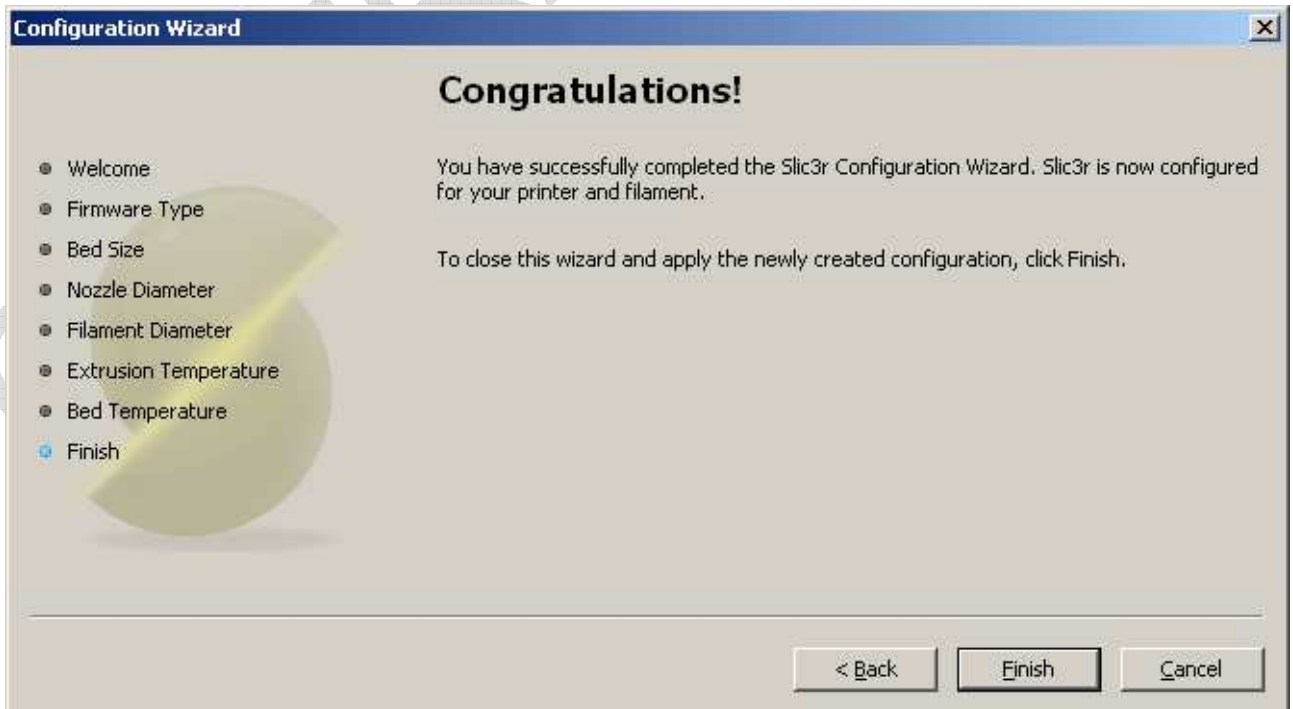 Configuration Wizard
Congratulations!
Welcome
Firmware Type
Bed Size
Nozzle Diameter
Filament Diameter
Extrusion Temperature
Bed Temperature
Finish
You have successfully completed the Slic3r Configuration Wizard. Slic3r is now configured
for your printer and filament.
To close this wizard and apply the newly created configuration, click Finish.
< Back
Finish
Cancel